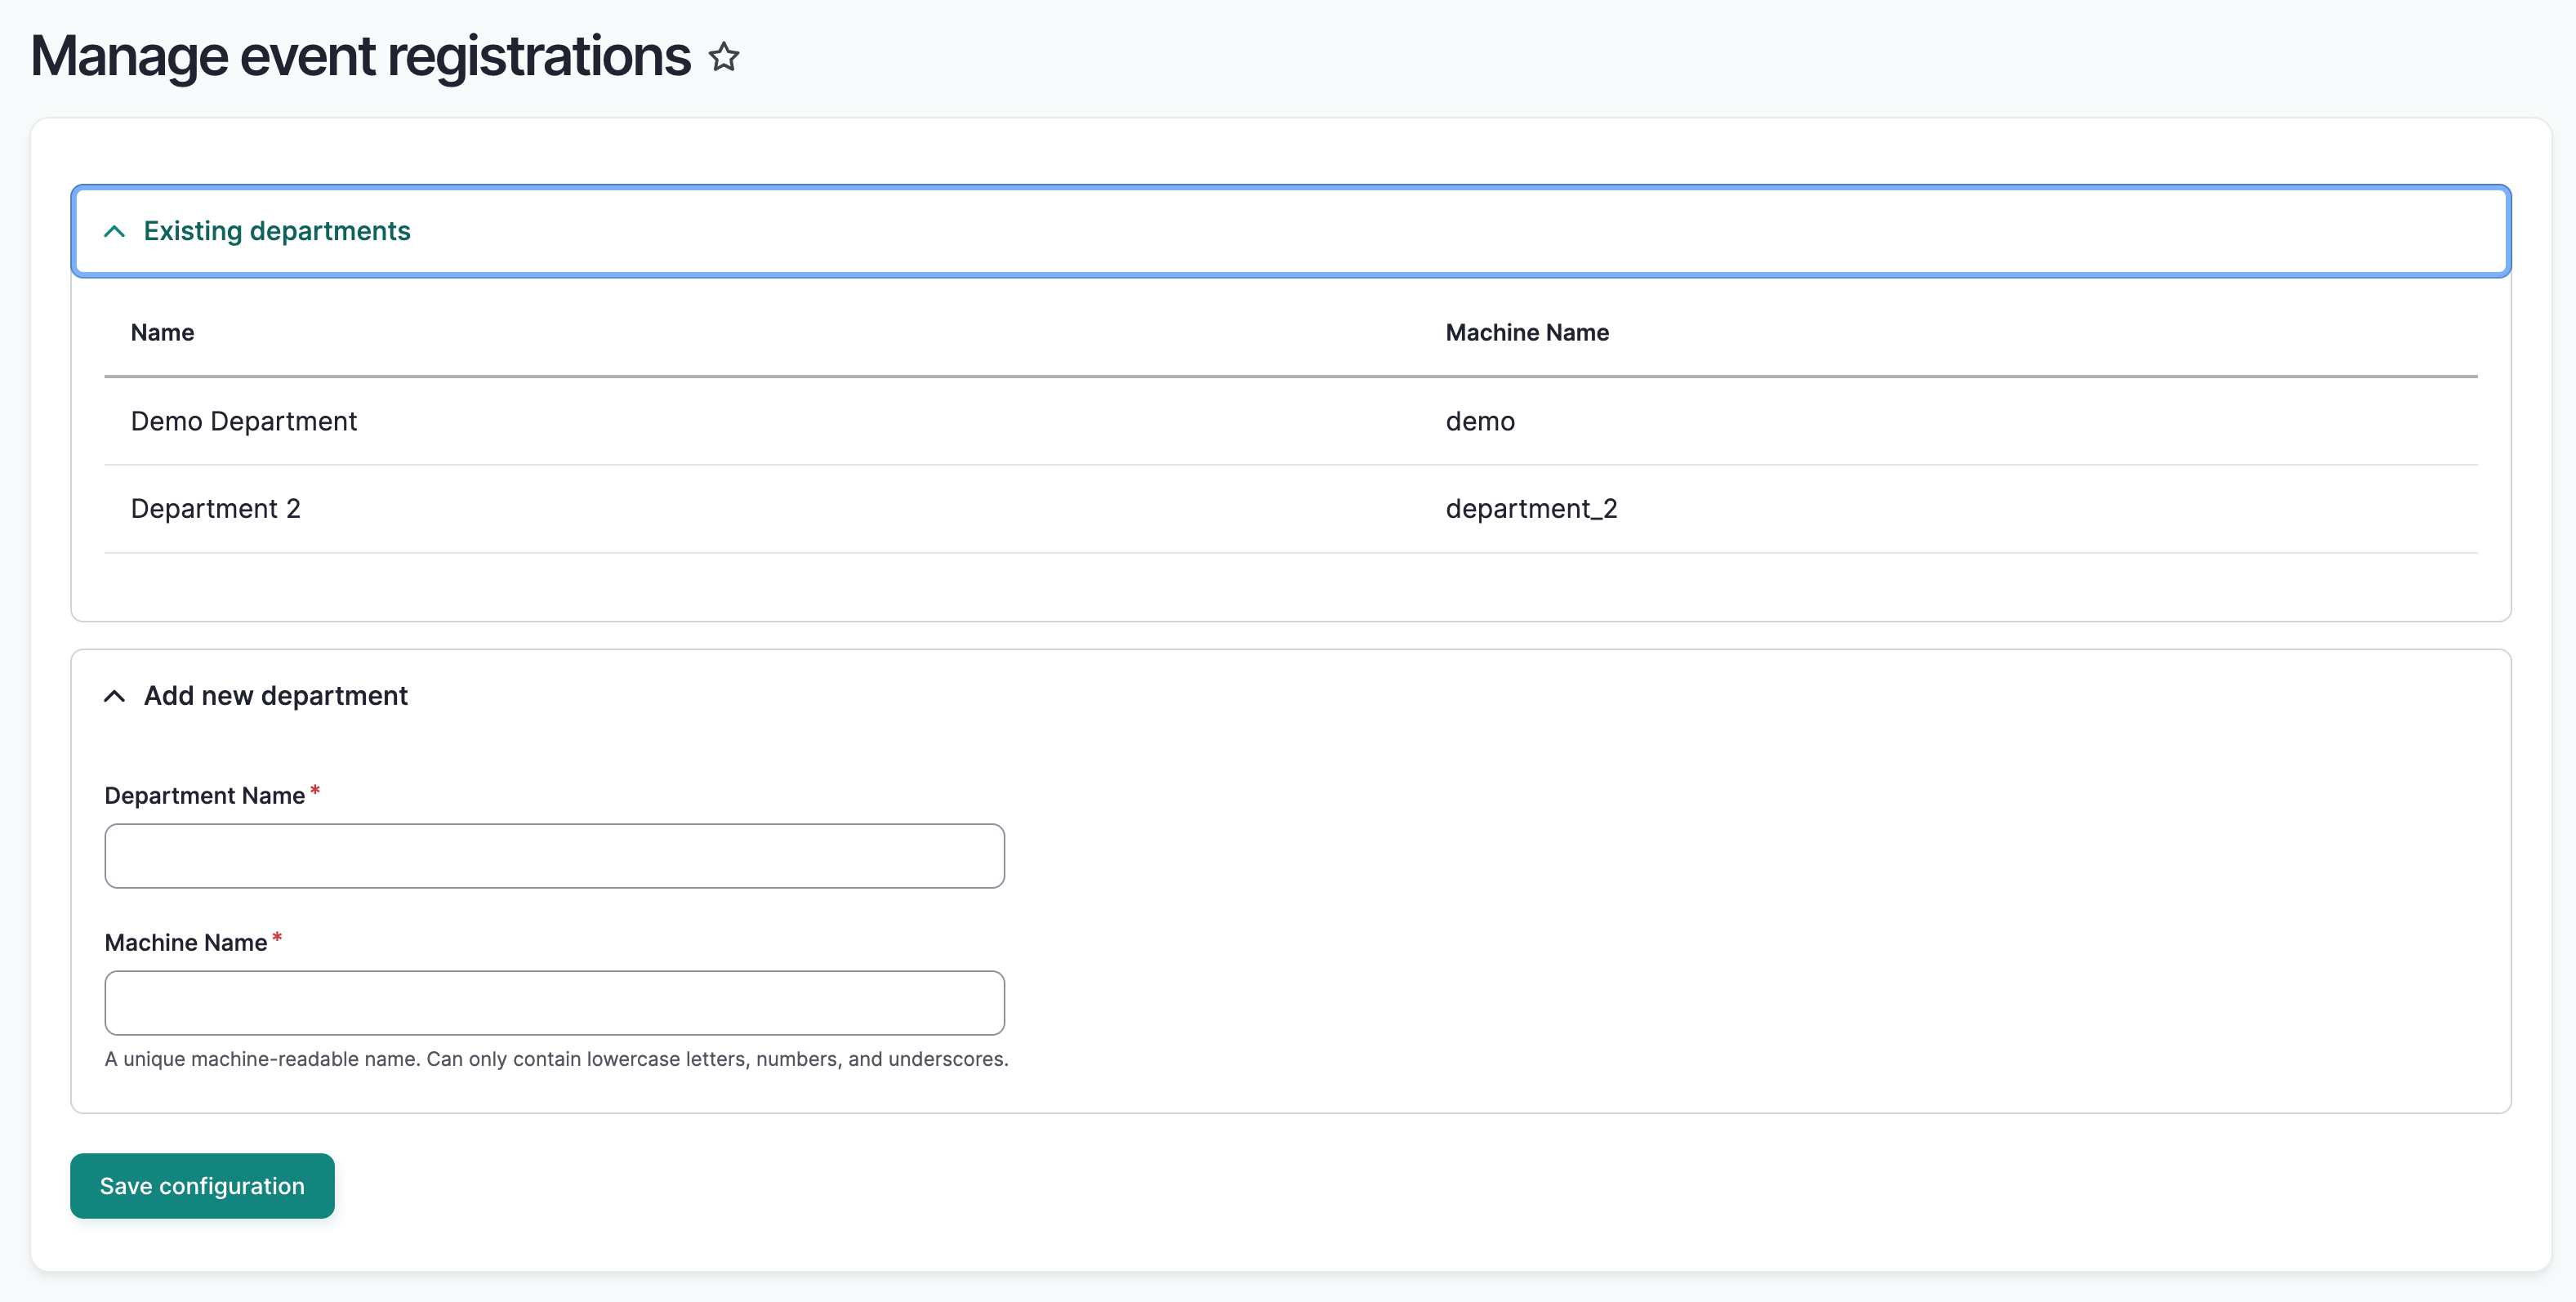 Manage event registrations
Existing departments
Name Machine Name
Demo Department demo
Department 2 department_2
Add new department
Department Name*
Machine Name*
A unique machine-readable name. Can only contain lowercase letters, numbers, and underscores.
Save configuration